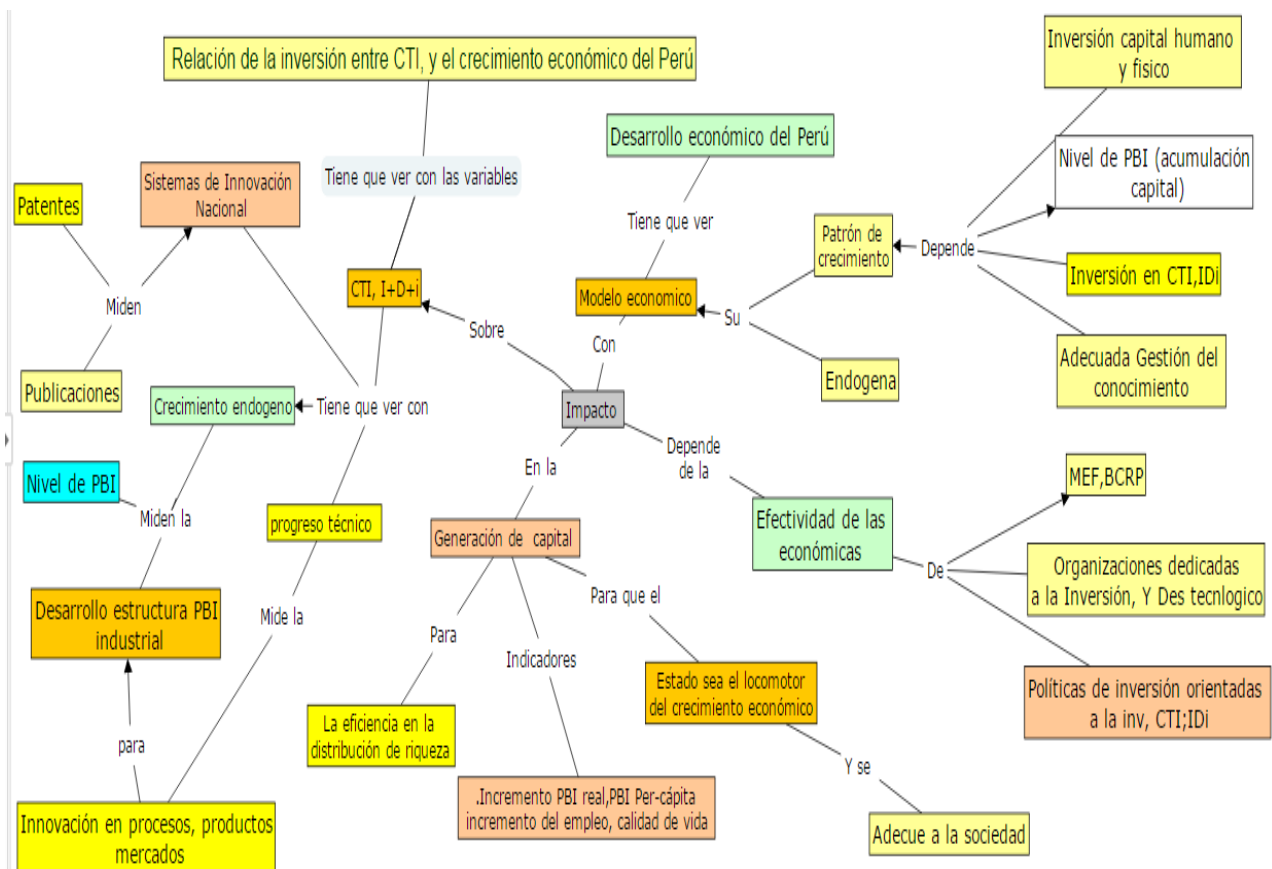 Relación de la inversión entre CTI, y el crecimiento económico del Perú
Inversión capital humano
y fisico
Desarrollo económico del Perú
Nivel de PBI (acumulación
capital)
Tiene que ver con las variables
Sistemas de Innovación
Nacional
Patentes
Tiene que ver
Patrón de
crecimiento
Depende
Inversión en CTI,IDi
CTI, I+D+i
Modelo economico
Su
Miden
Sobre
Con
Adecuada Gestión del
conocimiento
Endogena
Publicaciones
Crecimiento endogeno
Tiene que ver con
Impacto
Depende
de la
En la
Nivel de PBI
MEF,BCRP
Miden la
progreso técnico
Generación de capital
Efectividad de las
económicas
De
Organizaciones dedicadas
a la Inversión, Y Des tecnlogico
Para que el
Desarrollo estructura PBI
industrial
Mide la
Para
Indicadores
Estado sea el locomotor
del crecimiento económico
Políticas de inversión orientadas
a la inv, CTI;IDi
La eficiencia en la
distribución de riqueza
para
Y se
.Incremento PBI real,PBI Per-cápita
incremento del empleo, calidad de vida
Innovación en procesos, productos
mercados
Adecue a la sociedad